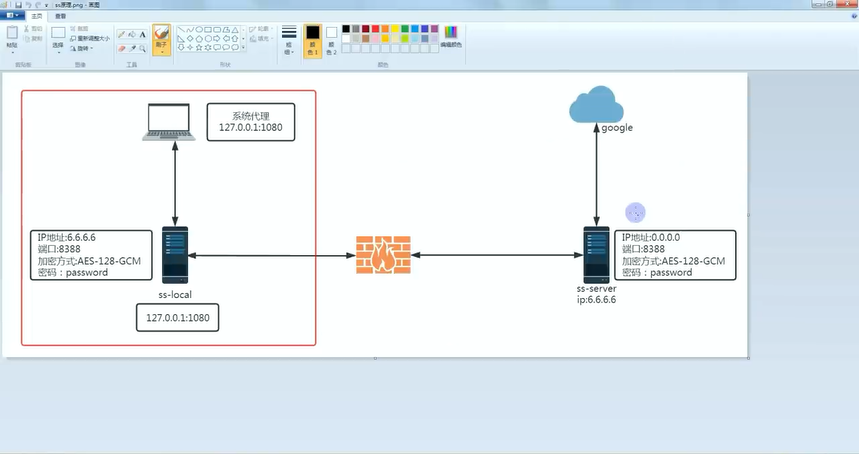 ss原理.png - 画图
主页
查看
粘贴
剪切
复制
选择
裁剪
重新调整大小
旋转
刷子
轮廓
填充
粗细
颜色 1
颜色 2
编辑颜色
剪贴板
图像
工具
形状
颜色
系统代理
127.0.0.1:1080
google
IP地址:6.6.6.6
端口:8388
加密方式:AES-128-GCM
密码：password
ss-local
127.0.0.1:1080
IP地址:0.0.0.0
端口:8388
加密方式:AES-128-GCM
密码：password
ss-server
ip:6.6.6.6